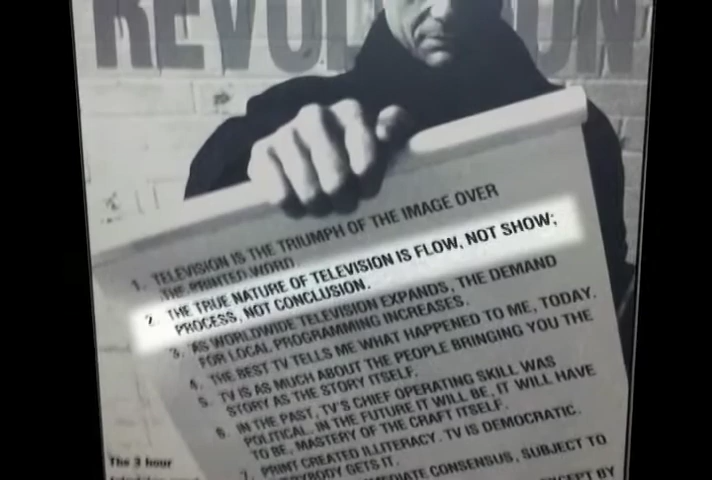 REVOLUTION
1. TELEVISION IS THE TRIUMPH OF THE IMAGE OVER
THE PRINTED WORD.
2. THE TRUE NATURE OF TELEVISION IS FLOW, NOT SHOW;
PROCESS, NOT CONCLUSION.
3. AS WORLDWIDE TELEVISION EXPANDS, THE DEMAND
FOR LOCAL PROGRAMMING INCREASES.
4. THE BEST TV TELLS ME WHAT HAPPENED TO ME, TODAY.
5. TV IS AS MUCH ABOUT THE PEOPLE BRINGING YOU THE
STORY AS THE STORY ITSELF.
6. IN THE PAST, TV'S CHIEF OPERATING SKILL WAS
POLITICAL. IN THE FUTURE IT WILL BE, IT WILL HAVE
TO BE, MASTERY OF THE CRAFT ITSELF.
7. PRINT CREATED ILLITERACY. TV IS DEMOCRATIC.
EVERYBODY GETS IT.
CONSENSUS, SUBJECT TO
BY
The 3 hour